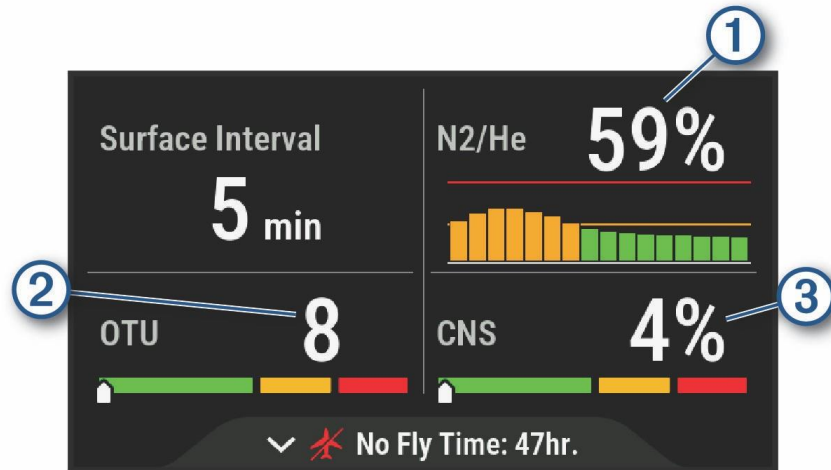 1
Surface Interval
5 min
N2/He 59%
2
OTU 8
CNS 4%
3
No Fly Time: 47hr.